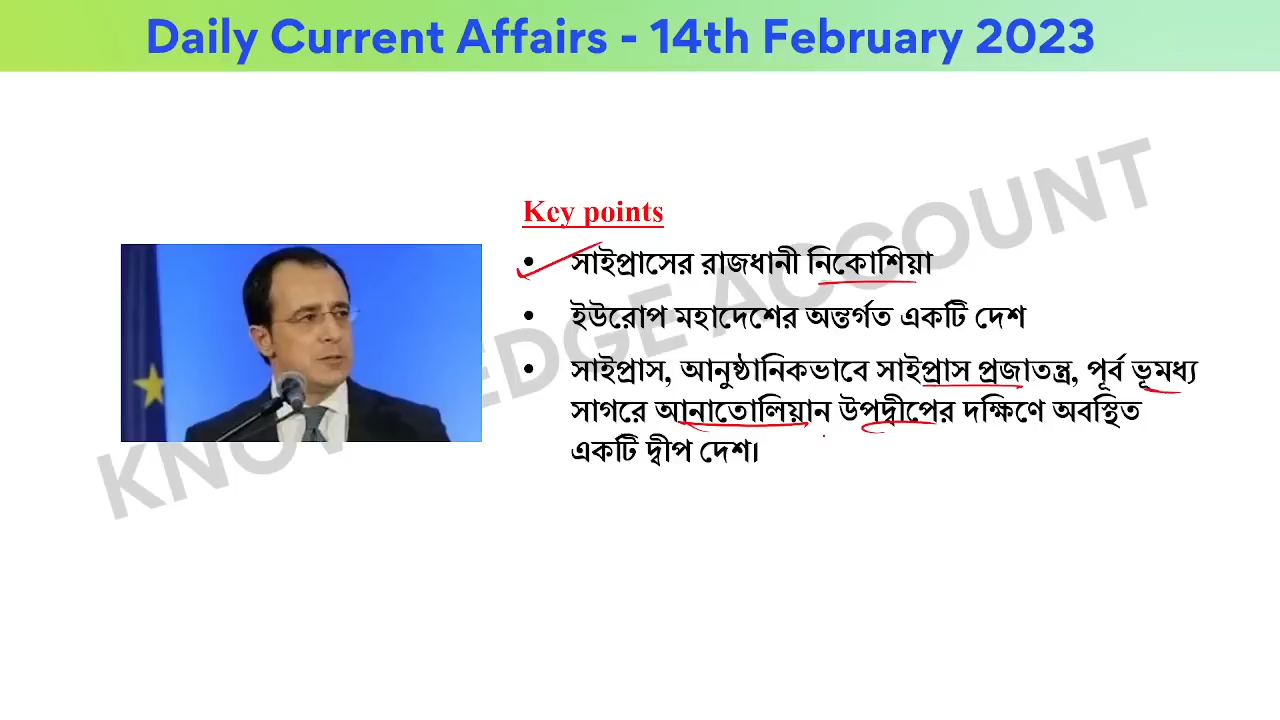 Daily Current Affairs - 14th February 2023
Key points
• সাইপ্রাসের রাজধানী নিকোশিয়া
• ইউরোপ মহাদেশের অন্তর্গত একটি দেশ
• সাইপ্রাস, আনুষ্ঠানিকভাবে সাইপ্রাস প্রজাতন্ত্র, পূর্ব ভূমধ্য
সাগরে আনাতোলিয়ান উপদ্বীপের দক্ষিণে অবস্থিত
একটি দ্বীপ দেশ।
KNOWLEDGE ACCOUNT